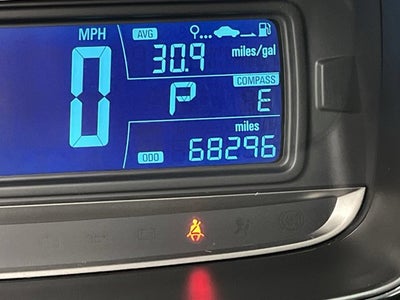 MPH AVG
30.9 miles/gal
0 P COMPASS
E
miles
ODO 68296